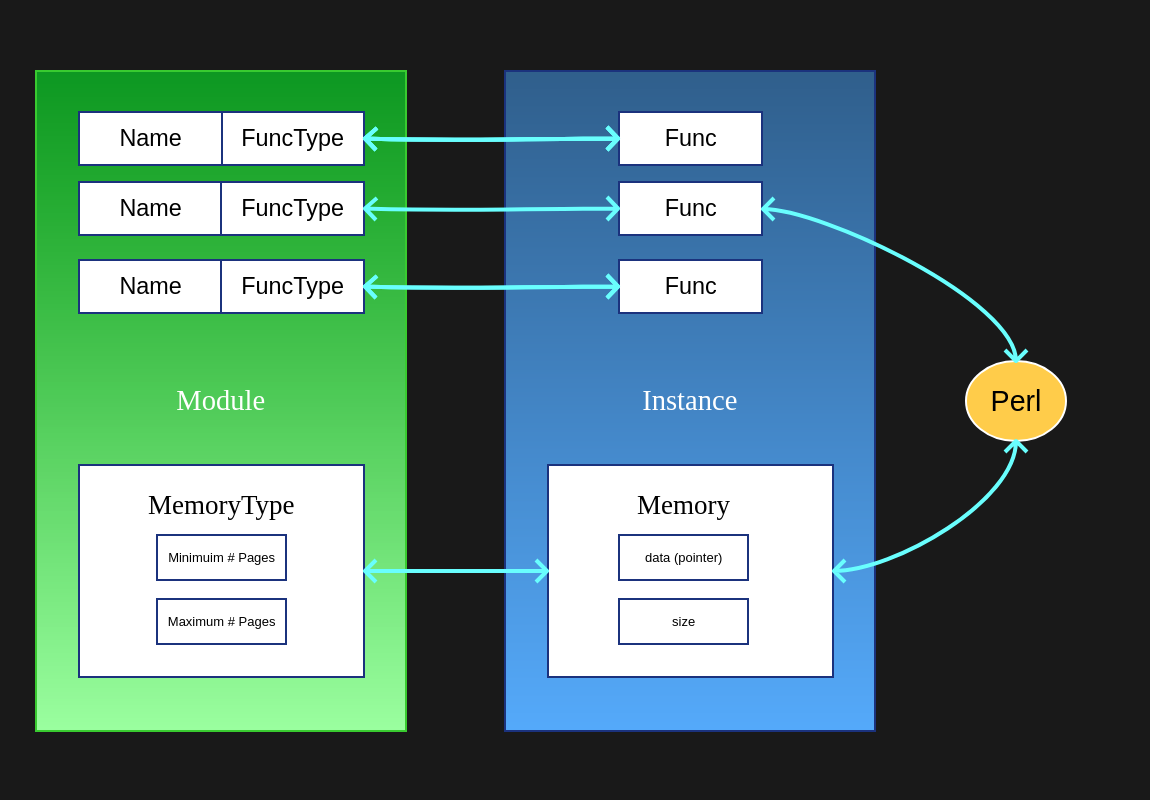 Name FuncType Func
Name FuncType Func
Name FuncType Func
Module
Instance
Perl
MemoryType
Minimuim # Pages
Maximum # Pages
Memory
data (pointer)
size